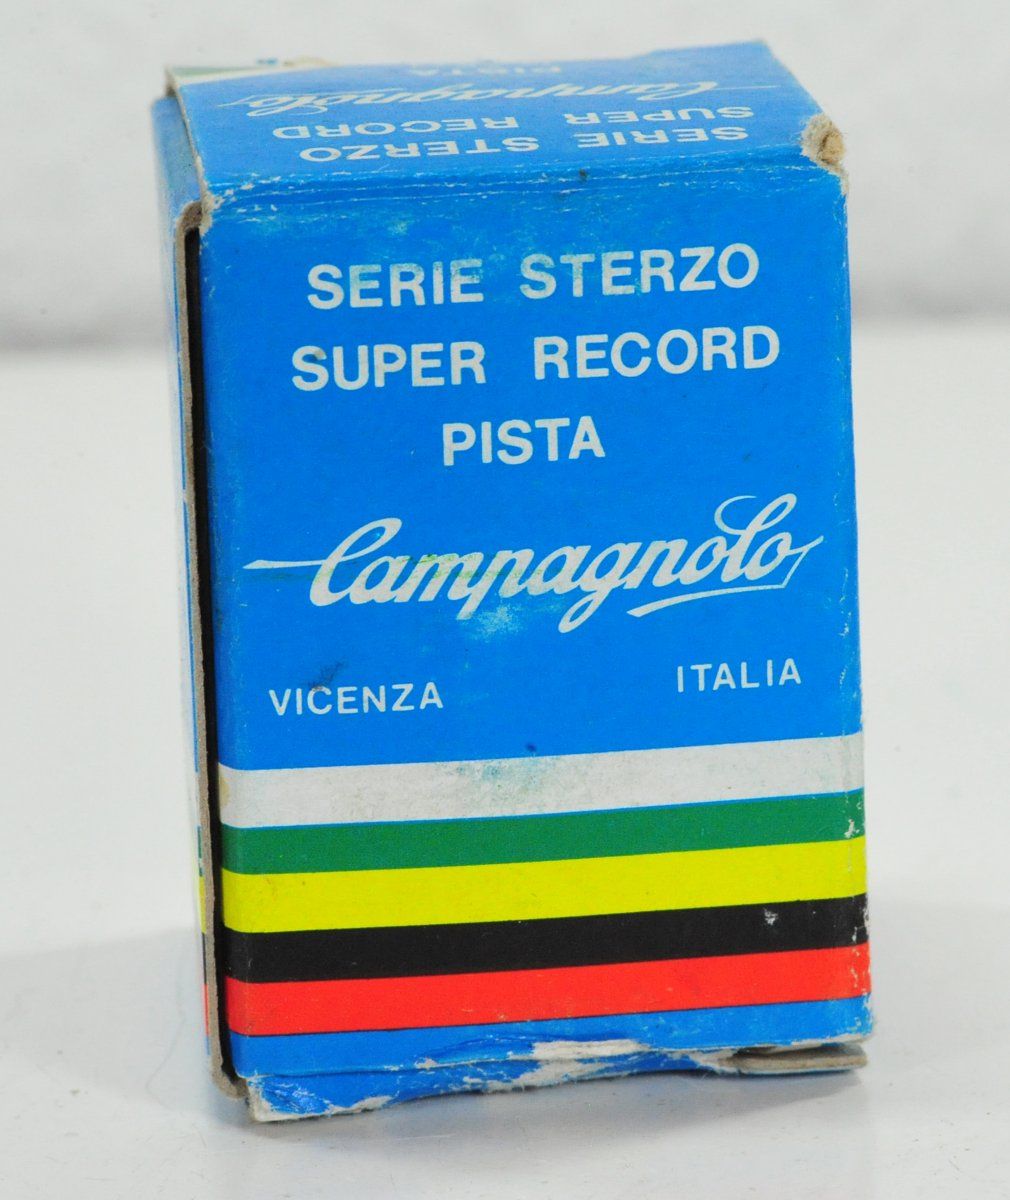 PISTA
Campagnolo
SUPER RECORD
SERIE STERZO
SERIE STERZO
SUPER RECORD
PISTA
Campagnolo
VICENZA ITALIA